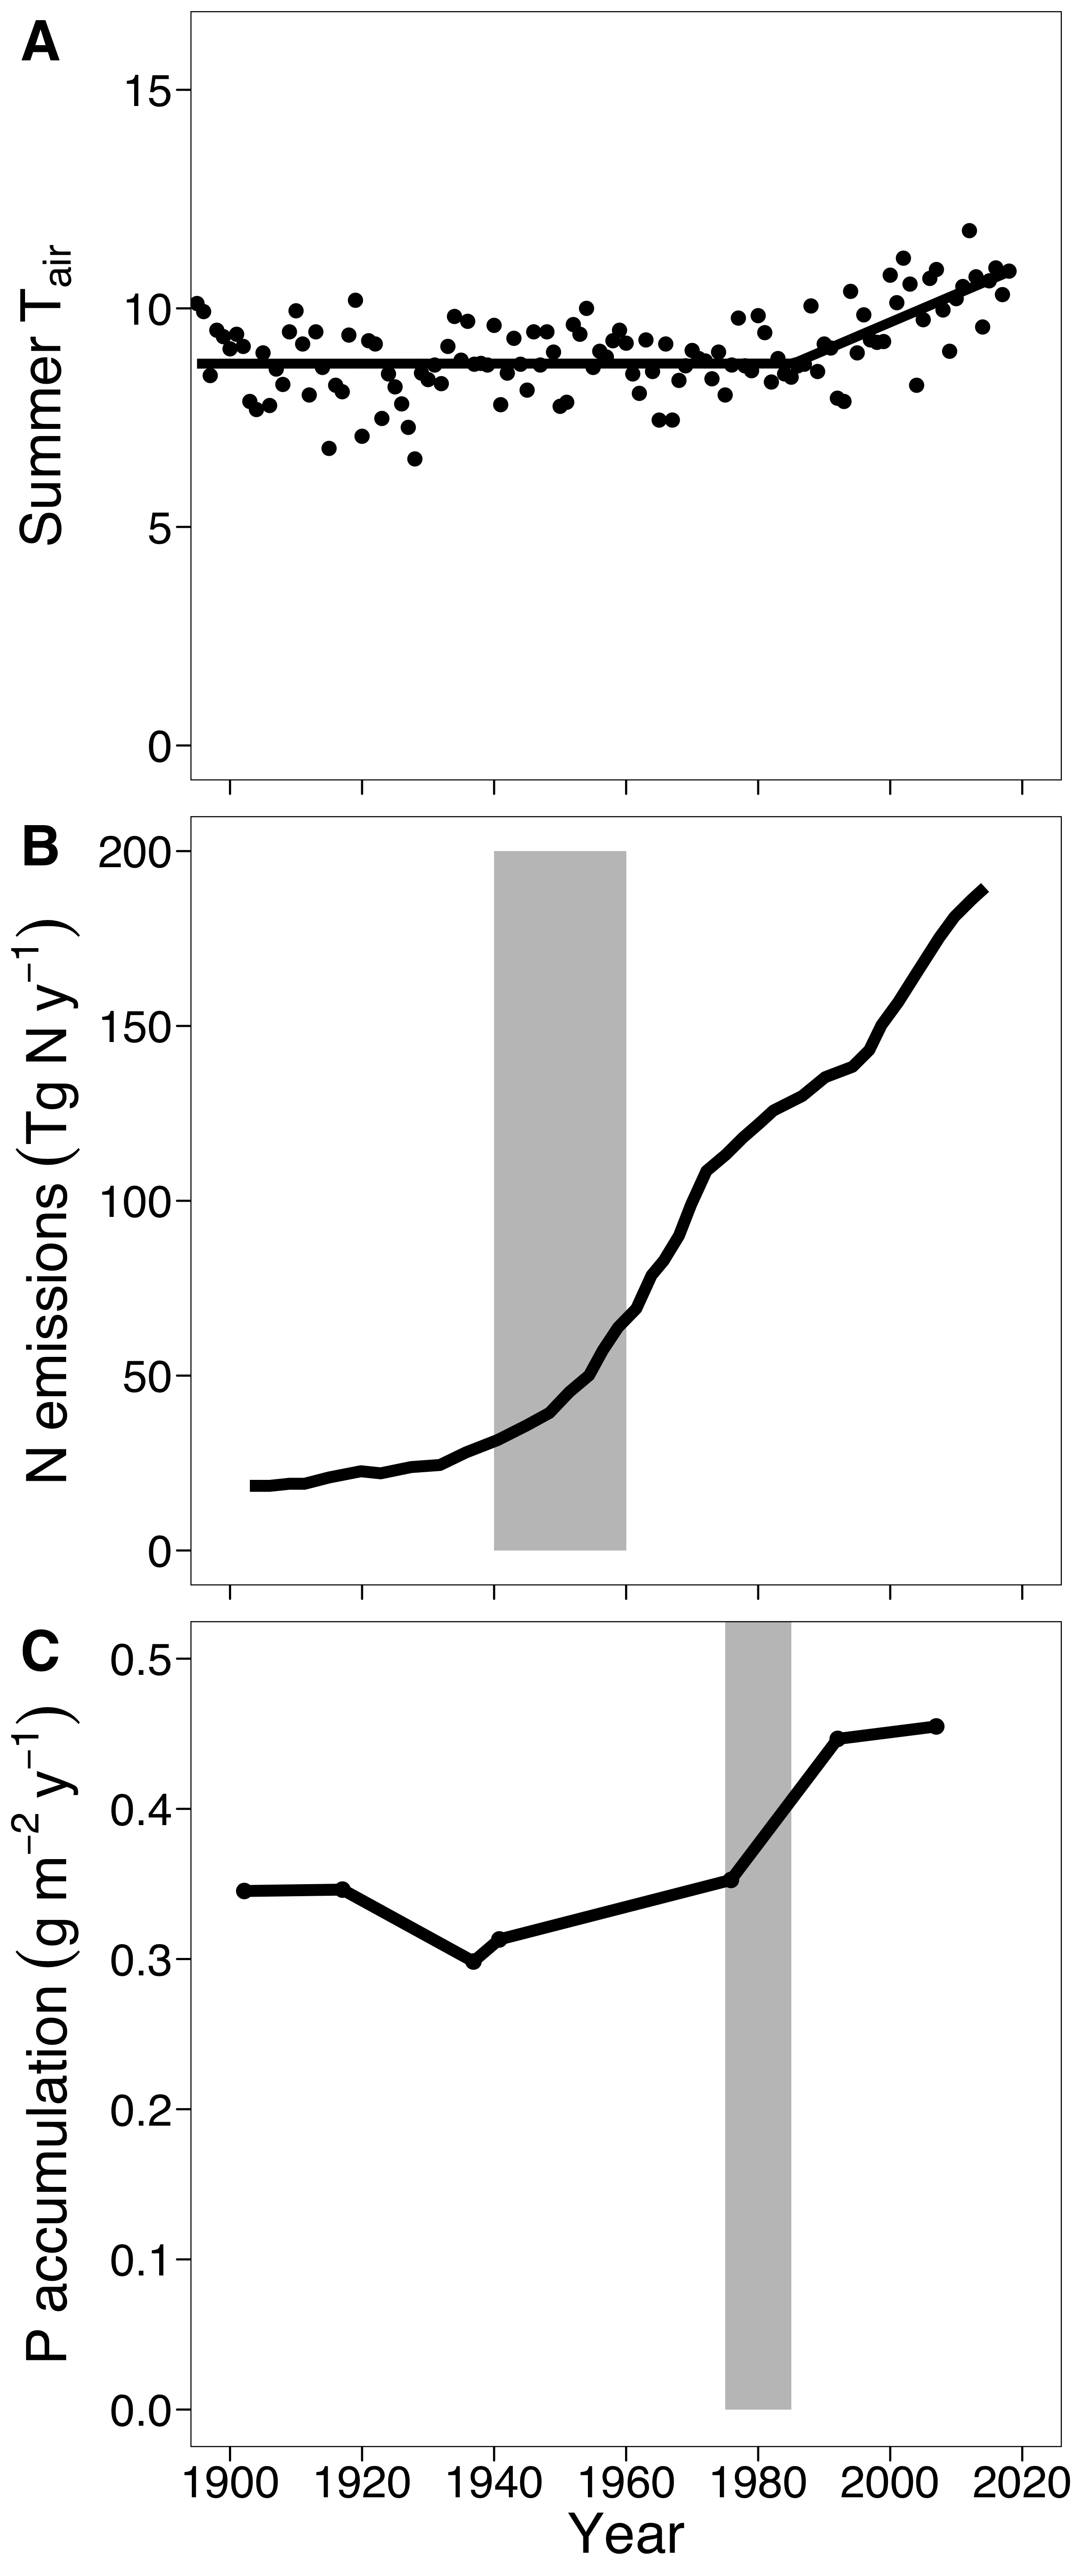 A
15
10
5
0
Summer Tair
B
200
150
100
50
0
N emissions (Tg N y−1)
C
0.5
0.4
0.3
0.2
0.1
0.0
P accumulation (g m−2 y−1)
1900 1920 1940 1960 1980 2000 2020
Year